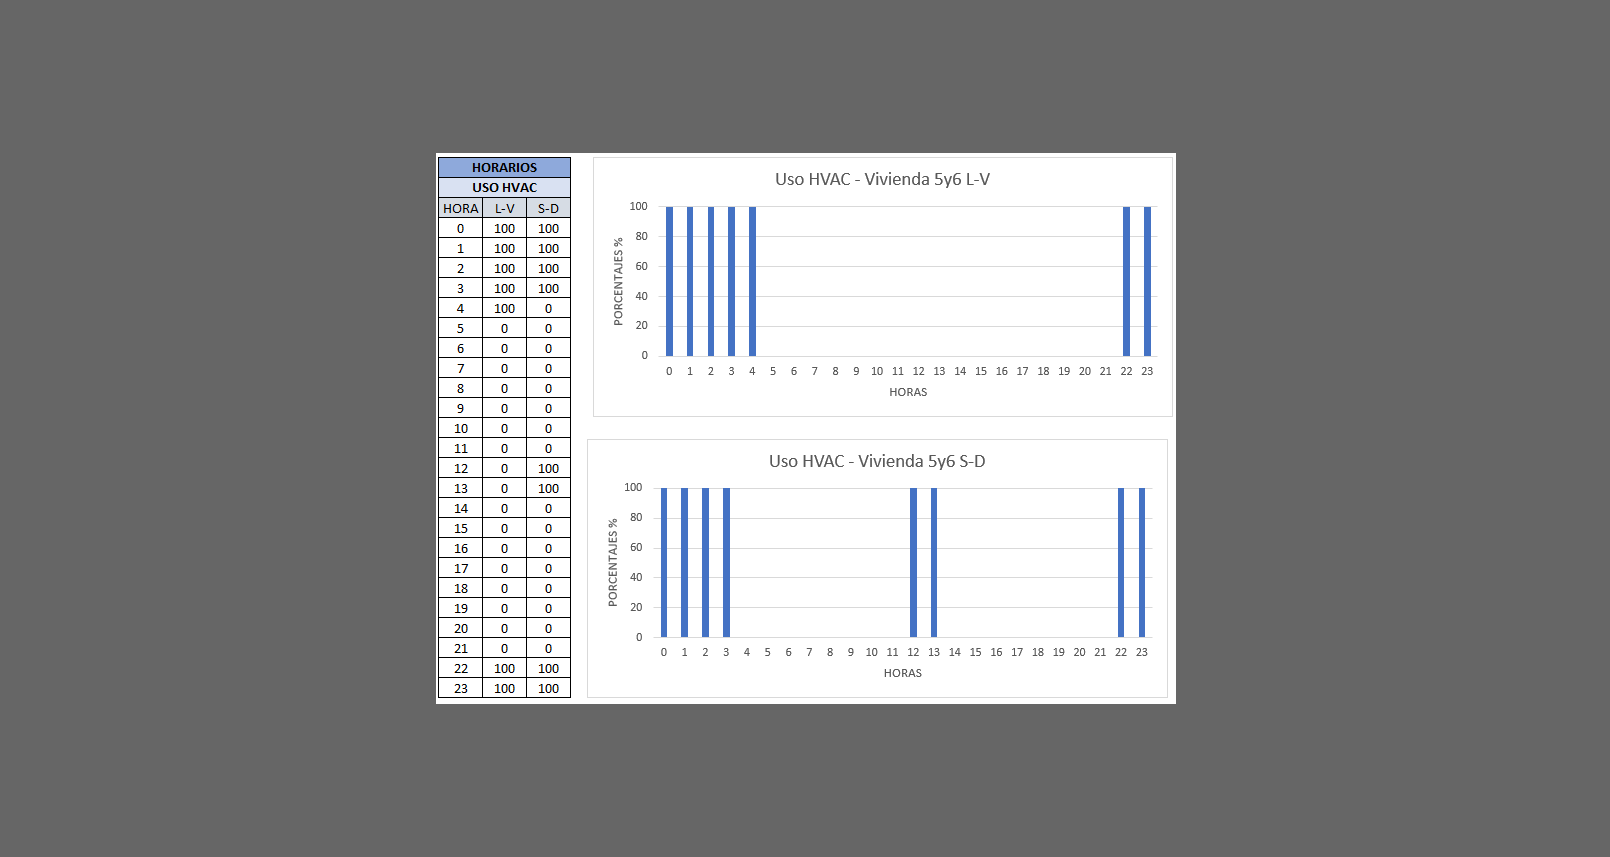 HORARIOS
USO HVAC
HORA L-V S-D
0 100 100
1 100 100
2 100 100
3 100 100
4 100 0
5 0 0
6 0 0
7 0 0
8 0 0
9 0 0
10 0 0
11 0 0
12 0 100
13 0 100
14 0 0
15 0 0
16 0 0
17 0 0
18 0 0
19 0 0
20 0 0
21 0 0
22 100 100
23 100 100
Uso HVAC - Vivienda 5y6 L-V
PORCENTAJES %
100
80
60
40
20
0
0 1 2 3 4 5 6 7 8 9 10 11 12 13 14 15 16 17 18 19 20 21 22 23
HORAS
Uso HVAC - Vivienda 5y6 S-D
PORCENTAJES %
100
80
60
40
20
0
0 1 2 3 4 5 6 7 8 9 10 11 12 13 14 15 16 17 18 19 20 21 22 23
HORAS